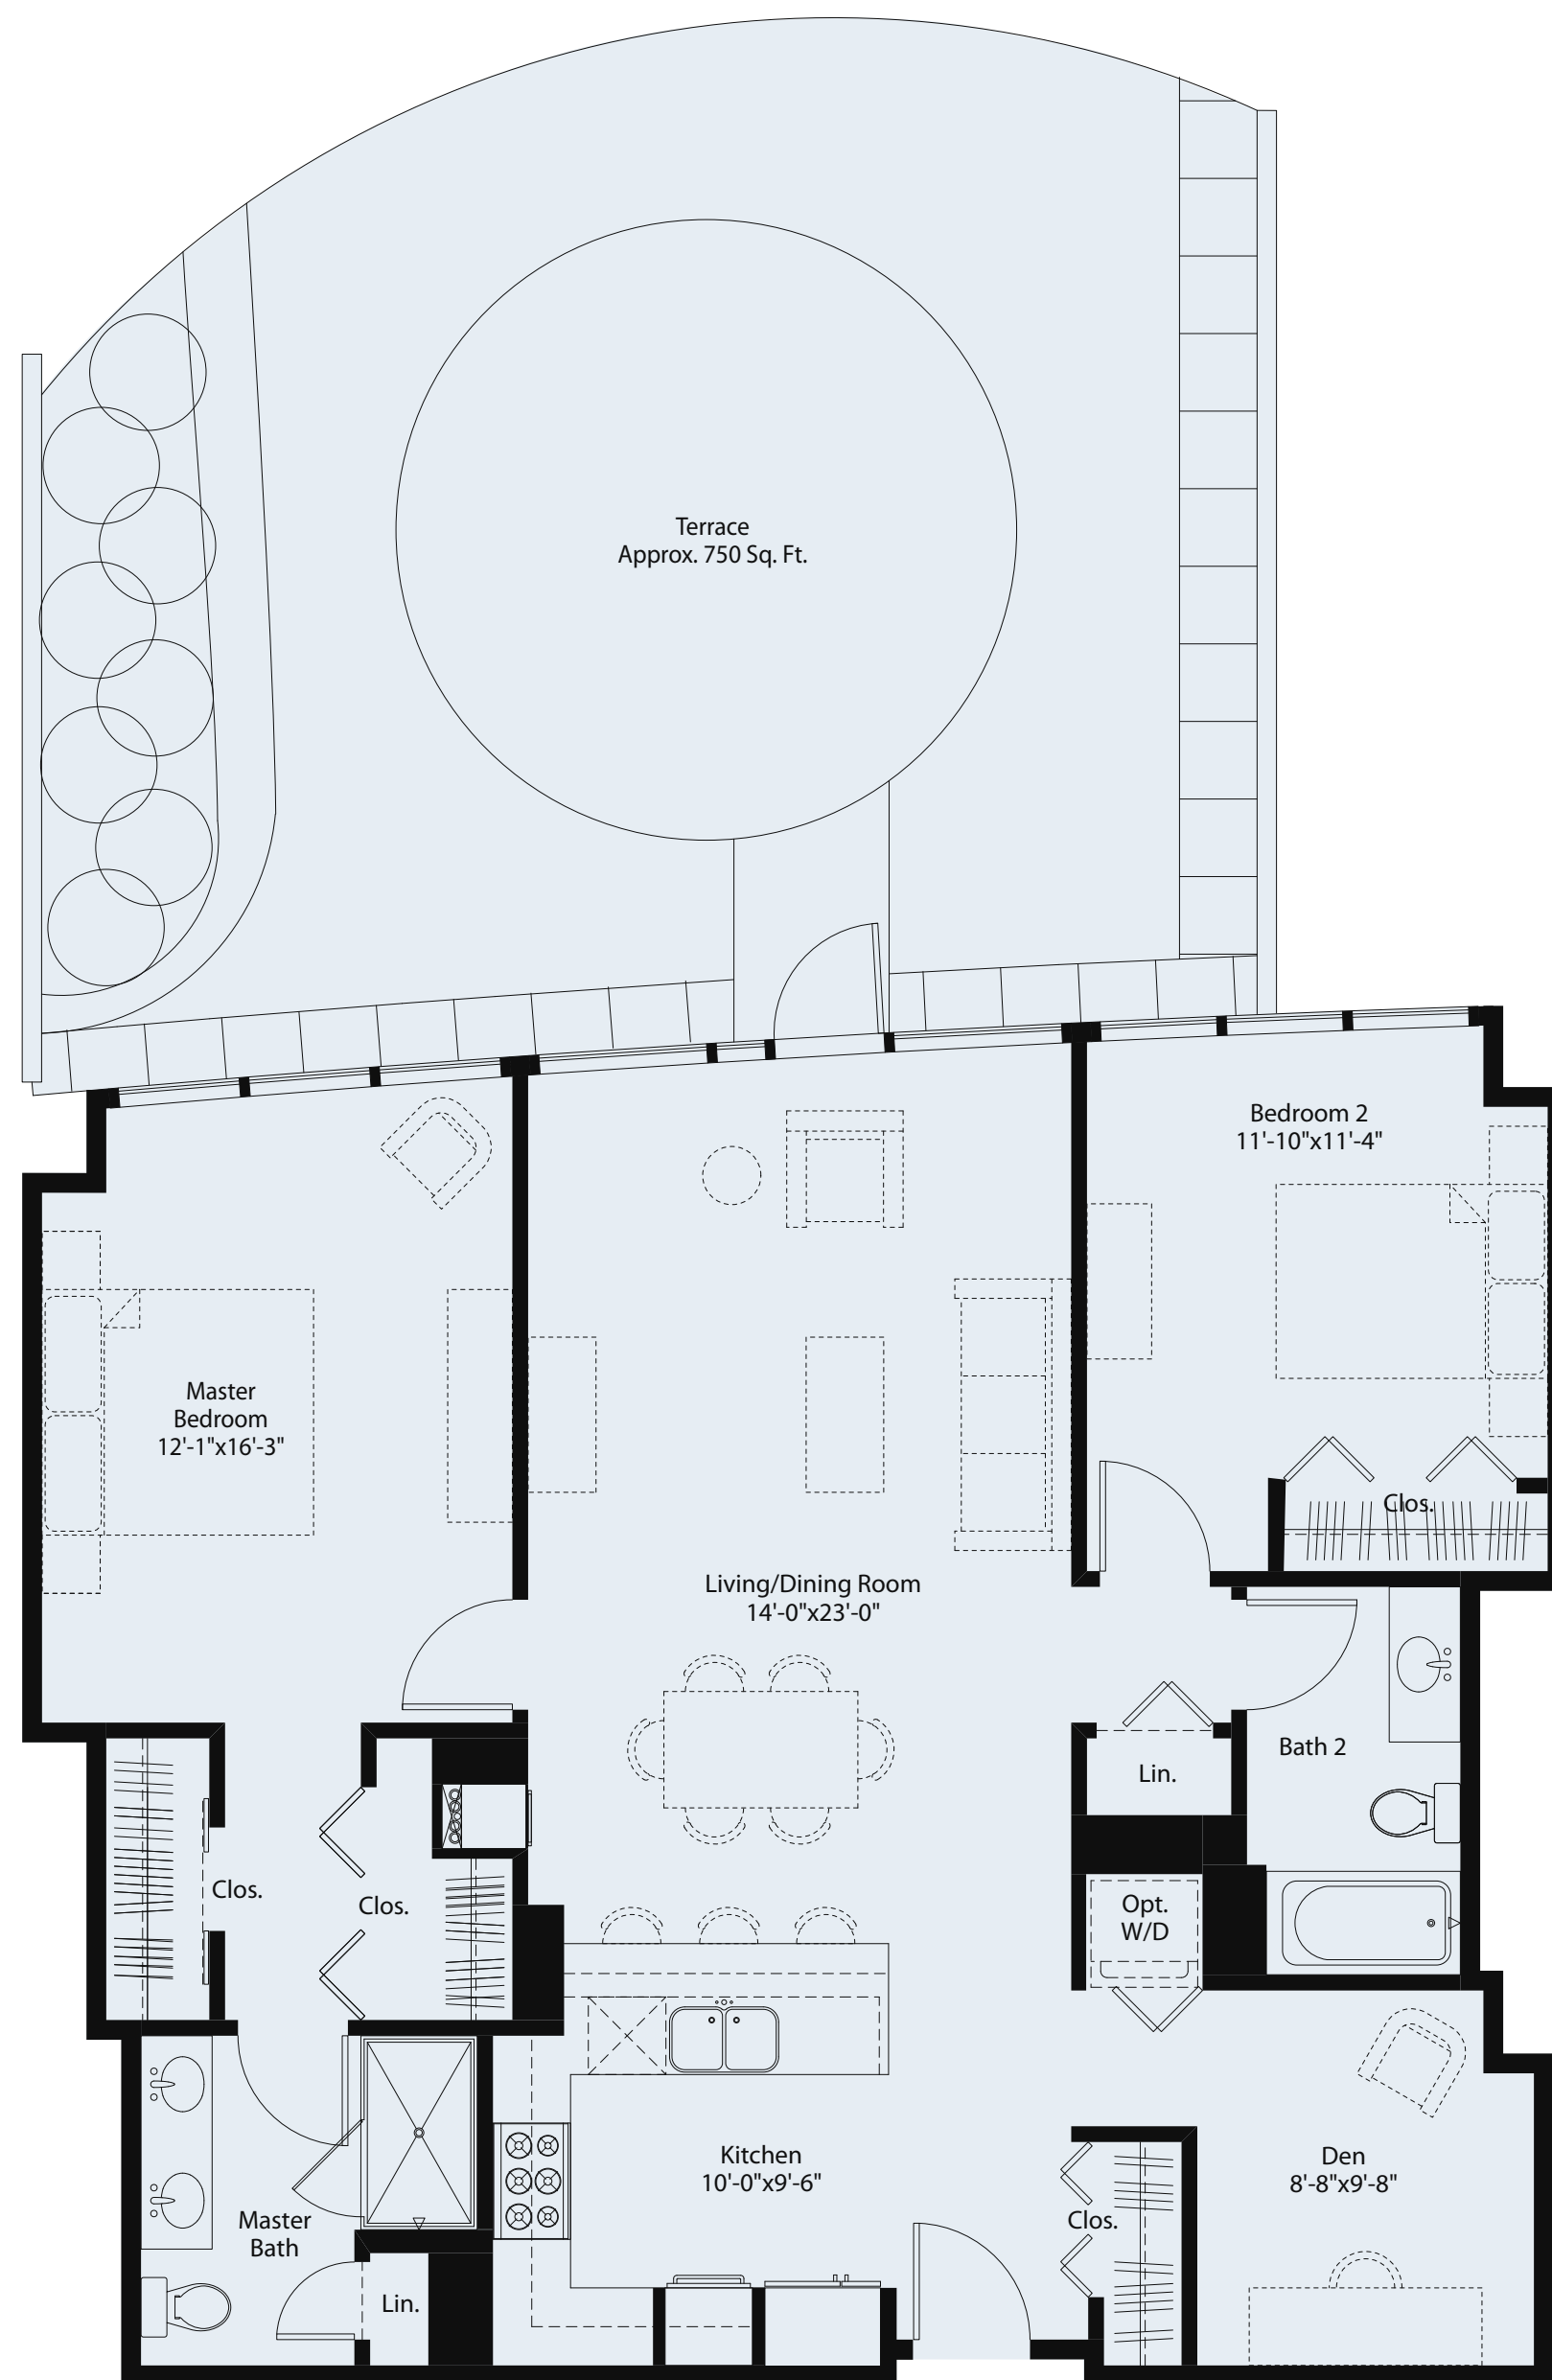 Terrace
Approx. 750 Sq. Ft.
Bedroom 2
11'-10"x11'-4"
Master
Bedroom
12'-1"x16'-3"
Clos.
Living/Dining Room
14'-0"x23'-0"
Bath 2
Lin.
Clos.
Clos.
Opt.
W/D
Kitchen
10'-0"x9'-6"
Den
8'-8"x9'-8"
Clos.
Master
Bath
Lin.